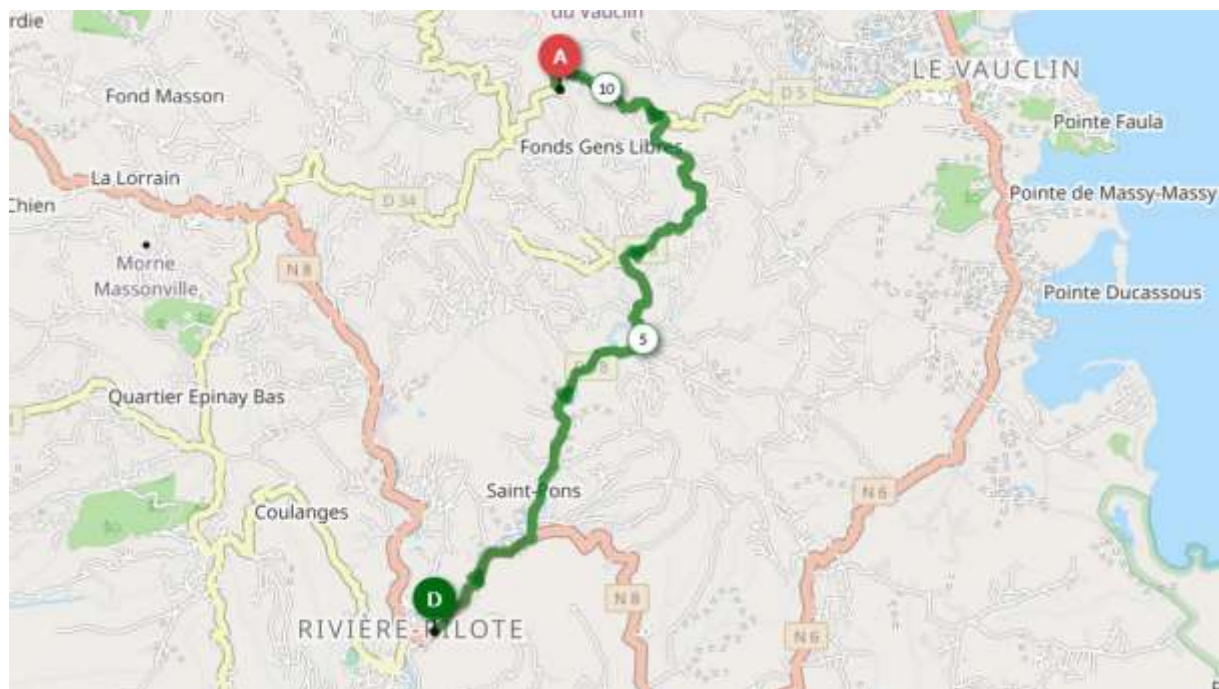 du Vauclin
rdie
A
LE VAUCLIN
10
D 5
Fond Masson
Pointe Faula
Fonds Gens Libres
La Lorrain
Pointe de Massy-Massy
Chien
D 34
Morne
Massonville
N 8
Pointe Ducassous
5
8
Quartier Epinay Bas
Saint-Pons
N 6
Coulanges
D
N 8
RIVIÈRE-PILOTE
N 6